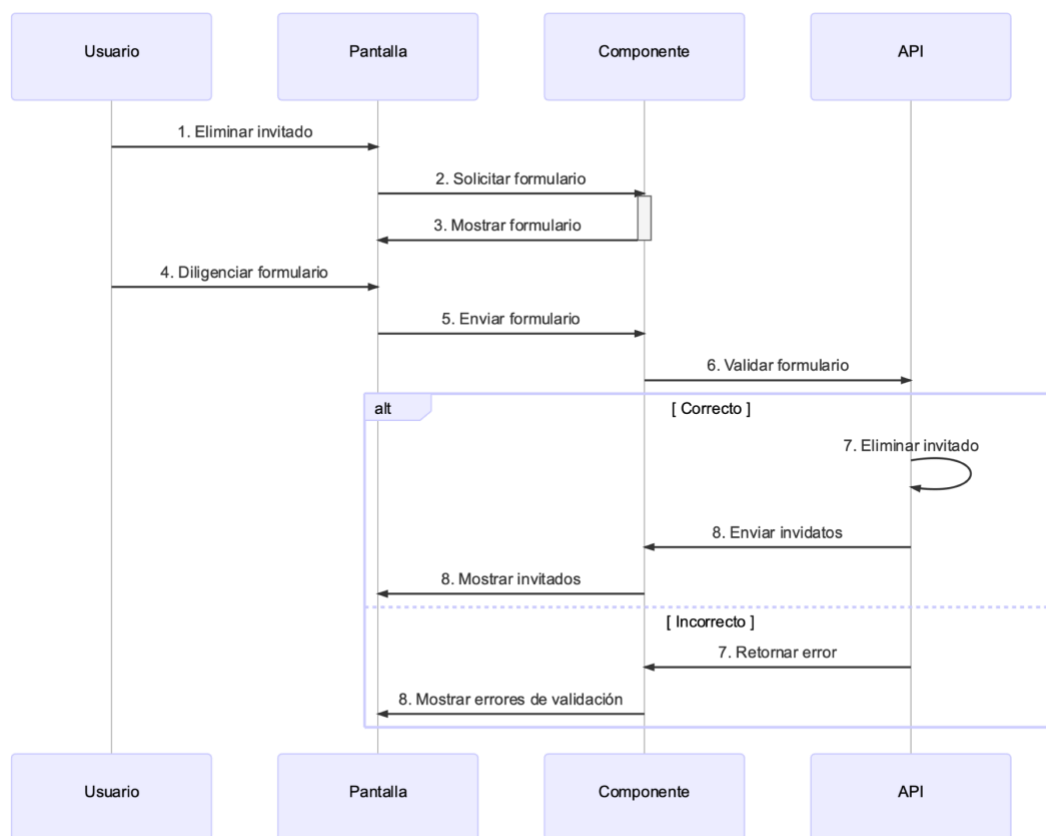 Usuario
Pantalla
Componente
API
1. Eliminar invitado
2. Solicitar formulario
3. Mostrar formulario
4. Diligenciar formulario
5. Enviar formulario
6. Validar formulario
alt
[ Correcto ]
7. Eliminar invitado
8. Enviar invidatos
8. Mostrar invitados
[ Incorrecto ]
7. Retornar error
8. Mostrar errores de validación
Usuario
Pantalla
Componente
API